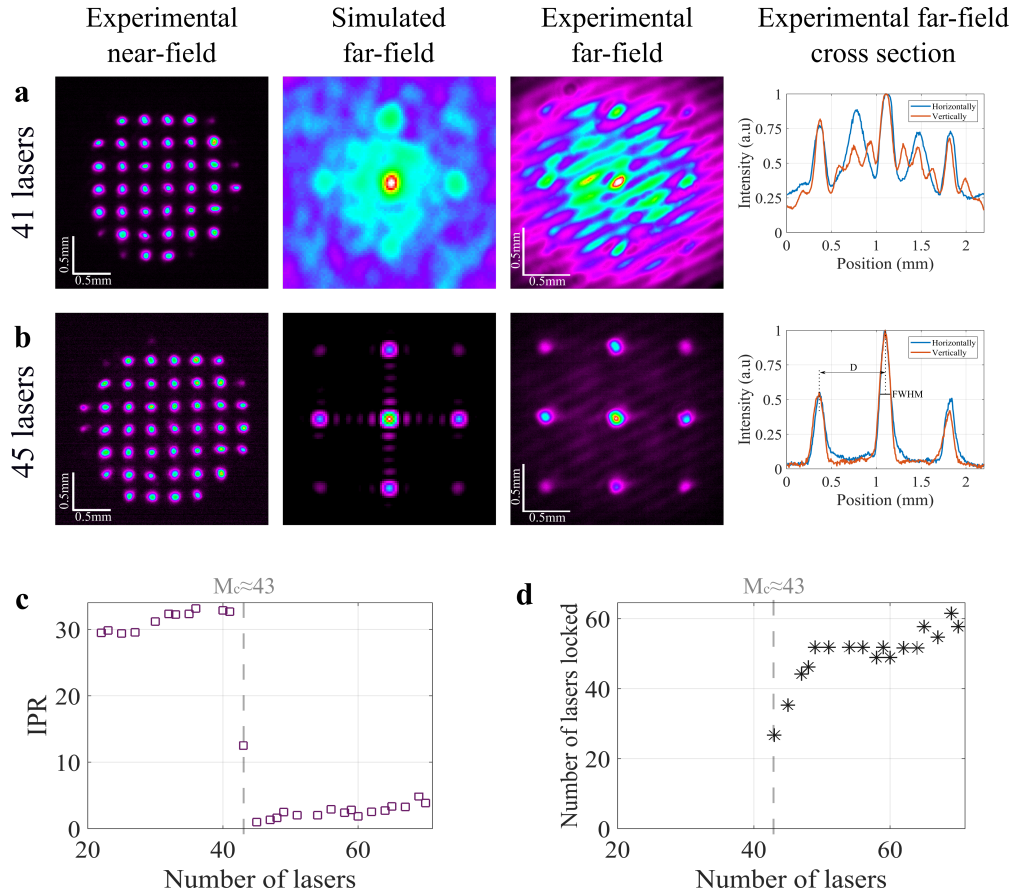 Experimental near-field
Simulated far-field
Experimental far-field
Experimental far-field cross section
a
41 lasers
0.5mm
0.5mm
0.5mm
0.5mm
Intensity (a.u)
1
0.75
0.5
0.25
0
0 0.5 1 1.5 2
Position (mm)
Horizontally
Vertically
b
45 lasers
0.5mm
0.5mm
0.5mm
0.5mm
Intensity (a.u)
1
0.75
0.5
0.25
0
0 0.5 1 1.5 2
Position (mm)
Horizontally
Vertically
D
FWHM
c
Mc≈43
IPR
30
20
10
0
20 40 60
Number of lasers
d
Mc≈43
Number of lasers locked
60
40
20
0
20 40 60
Number of lasers